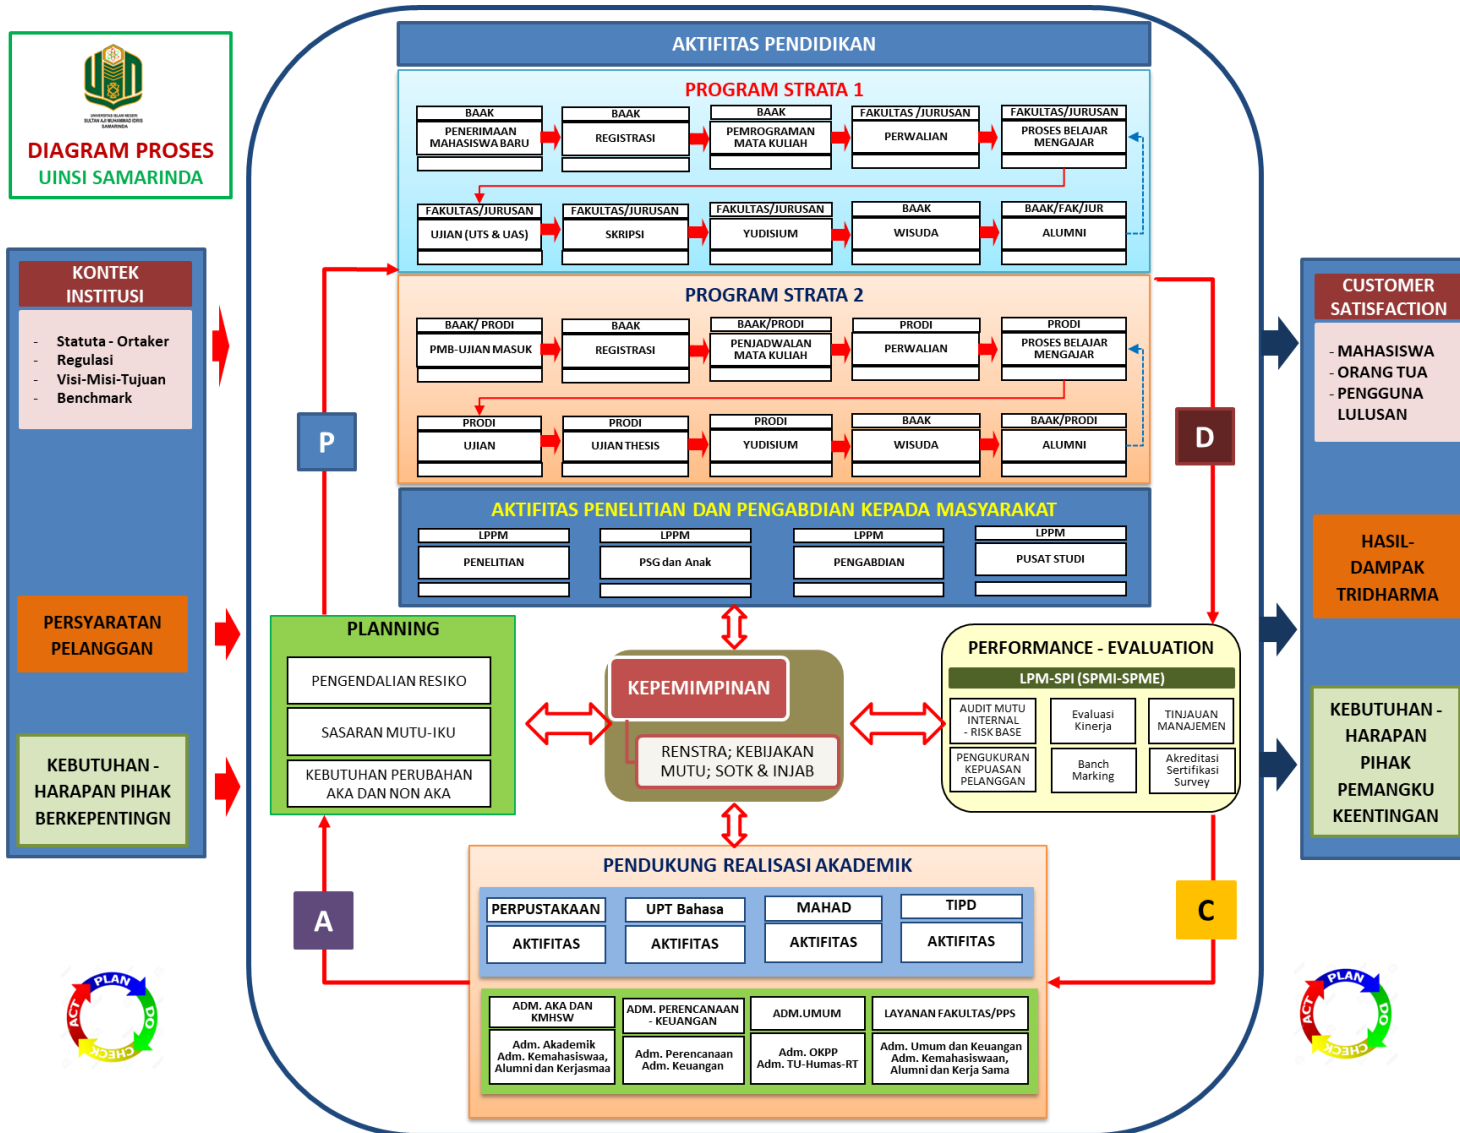 UNIVERSITAS ISLAM NEGERI
SULTAN AJI MUHAMMAD IDRIS
SAMARINDA
DIAGRAM PROSES
UINSI SAMARINDA
KONTEK
INSTITUSI
- Statuta - Ortaker
- Regulasi
- Visi-Misi-Tujuan
- Benchmark
PERSYARATAN
PELANGGAN
KEBUTUHAN -
HARAPAN PIHAK
BERKEPENTINGN
AKTIFITAS PENDIDIKAN
PROGRAM STRATA 1
BAAK
PENERIMAAN
MAHASISWA BARU
BAAK
REGISTRASI
BAAK
PEMROGRAMAN
MATA KULIAH
FAKULTAS /JURUSAN
PERWALIAN
FAKULTAS/JURUSAN
PROSES BELAJAR
MENGAJAR
FAKULTAS/JURUSAN
UJIAN (UTS & UAS)
FAKULTAS/JURUSAN
SKRIPSI
FAKULTAS/JURUSAN
YUDISIUM
BAAK
WISUDA
BAAK/FAK/JUR
ALUMNI
PROGRAM STRATA 2
BAAK/ PRODI
PMB-UJIAN MASUK
BAAK
REGISTRASI
BAAK/PRODI
PENJADWALAN
MATA KULIAH
PRODI
PERWALIAN
PRODI
PROSES BELAJAR
MENGAJAR
PRODI
UJIAN
PRODI
UJIAN THESIS
PRODI
YUDISIUM
BAAK
WISUDA
BAAK/PRODI
ALUMNI
AKTIFITAS PENELITIAN DAN PENGABDIAN KEPADA MASYARAKAT
LPPM
PENELITIAN
LPPM
PSG dan Anak
LPPM
PENGABDIAN
LPPM
PUSAT STUDI
P
D
PLANNING
PENGENDALIAN RESIKO
SASARAN MUTU-IKU
KEBUTUHAN PERUBAHAN
AKA DAN NON AKA
KEPEMIMPINAN
RENSTRA; KEBIJAKAN
MUTU; SOTK & INJAB
PERFORMANCE - EVALUATION
LPM-SPI (SPMI-SPME)
AUDIT MUTU
INTERNAL
- RISK BASE
Evaluasi
Kinerja
TINJAUAN
MANAJEMEN
PENGUKURAN
KEPUASAN
PELANGGAN
Banch
Marking
Akreditasi
Sertifikasi
Survey
A
C
PENDUKUNG REALISASI AKADEMIK
PERPUSTAKAAN
AKTIFITAS
UPT Bahasa
AKTIFITAS
MAHAD
AKTIFITAS
TIPD
AKTIFITAS
ADM. AKA DAN
KMHSW
Adm. Akademik
Adm. Kemahasiswaa,
Alumni dan Kerjasmaa
ADM. PERENCANAAN
- KEUANGAN
Adm. Perencanaan
Adm. Keuangan
ADM.UMUM
Adm. OKPP
Adm. TU-Humas-RT
LAYANAN FAKULTAS/PPS
Adm. Umum dan Keuangan
Adm. Kemahasiswaan,
Alumni dan Kerja Sama
CUSTOMER
SATISFACTION
- MAHASISWA
- ORANG TUA
- PENGGUNA
LULUSAN
HASIL-
DAMPAK
TRIDHARMA
KEBUTUHAN -
HARAPAN
PIHAK
PEMANGKU
KEENTINGAN
PLAN
DO
CHECK
ACT
PLAN
DO
CHECK
ACT